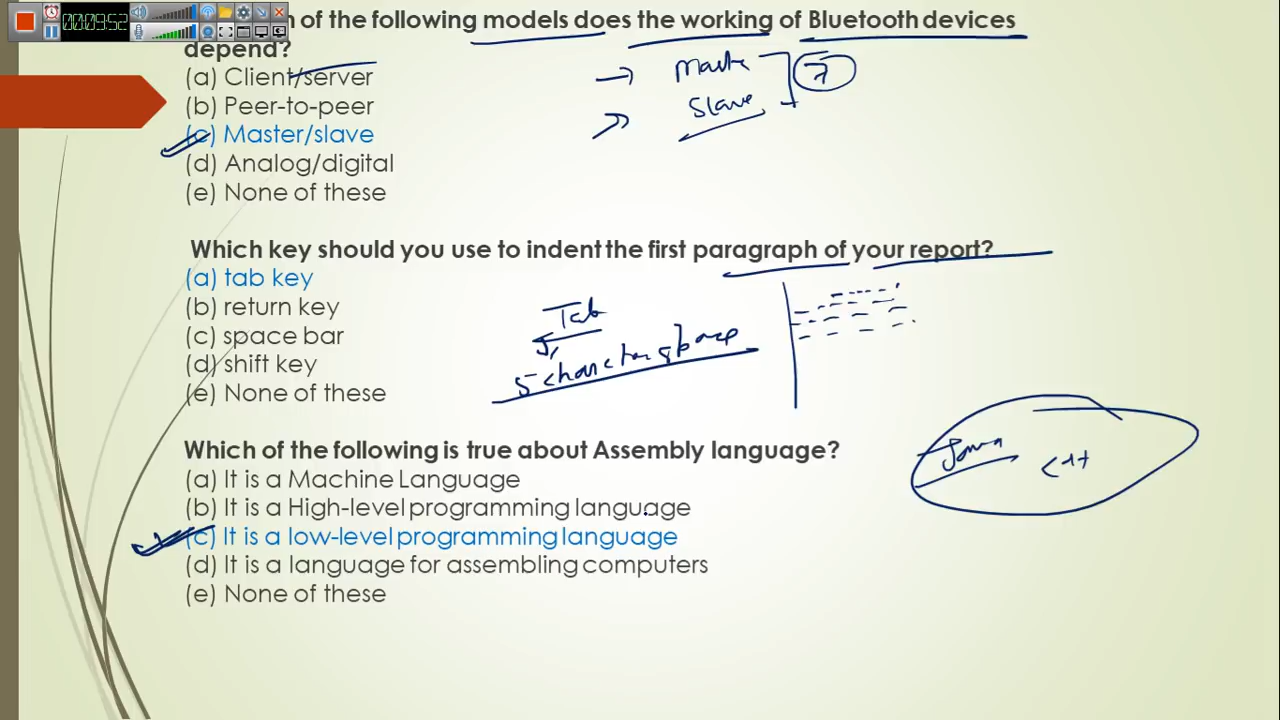 00:09:52
h of the following models does the working of Bluetooth devices
depend?
(a) Client/server
(b) Peer-to-peer
(c) Master/slave
(d) Analog/digital
(e) None of these
Slave
7
Which key should you use to indent the first paragraph of your report?
(a) tab key
(b) return key
(c) space bar
(d) shift key
(e) None of these
Tab
5 character space
Which of the following is true about Assembly language?
(a) It is a Machine Language
(b) It is a High-level programming language
(c) It is a low-level programming language
(d) It is a language for assembling computers
(e) None of these
Java
C++